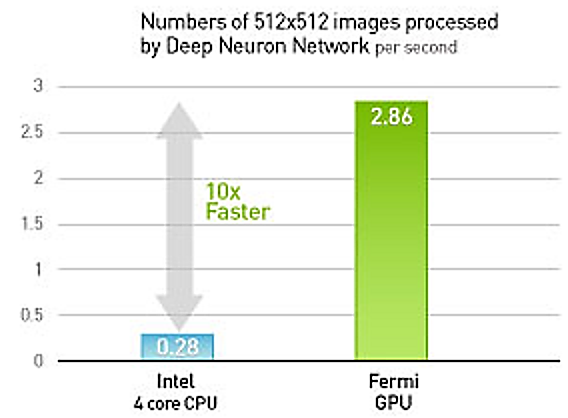 Numbers of 512x512 images processed
by Deep Neuron Network per second
3
2.5
2
1.5
1
0.5
0
10x
Faster
0.28
2.86
Intel
4 core CPU
Fermi
GPU